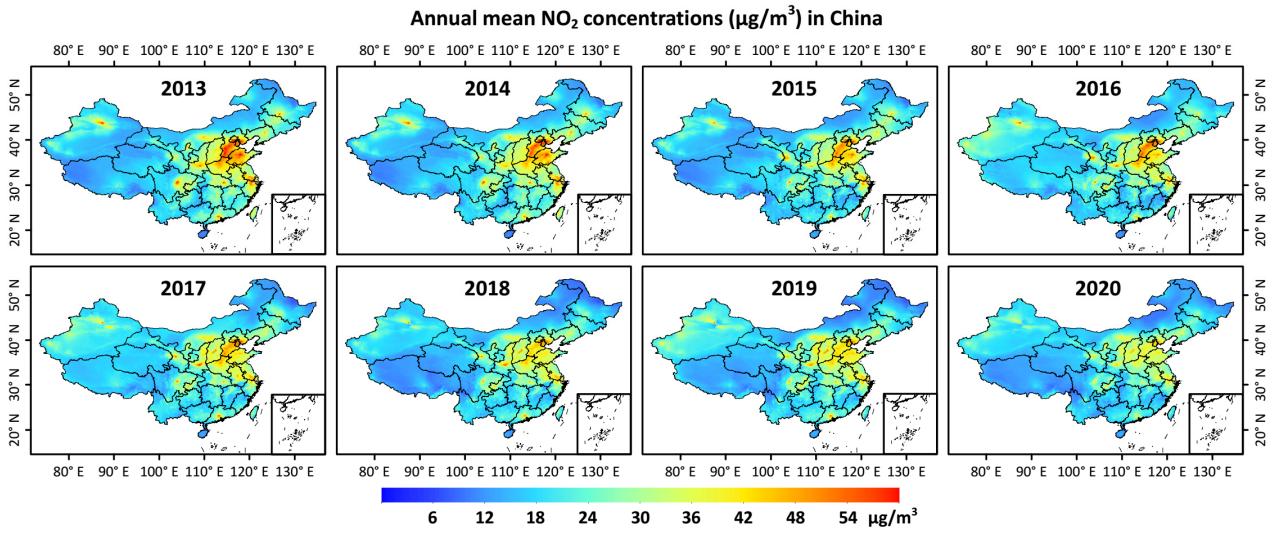 Annual mean NO₂ concentrations (μg/m³) in China
80° E 90° E 100° E 110° E 120° E 130° E 80° E 90° E 100° E 110° E 120° E 130° E 80° E 90° E 100° E 110° E 120° E 130° E 80° E 90° E 100° E 110° E 120° E 130° E
2013 2014 2015 2016
50° N 50° N
40° N 40° N
30° N 30° N
20° N 20° N
2017 2018 2019 2020
50° N 50° N
40° N 40° N
30° N 30° N
20° N 20° N
80° E 90° E 100° E 110° E 120° E 130° E 80° E 90° E 100° E 110° E 120° E 130° E 80° E 90° E 100° E 110° E 120° E 130° E 80° E 90° E 100° E 110° E 120° E 130° E
6 12 18 24 30 36 42 48 54 μg/m³